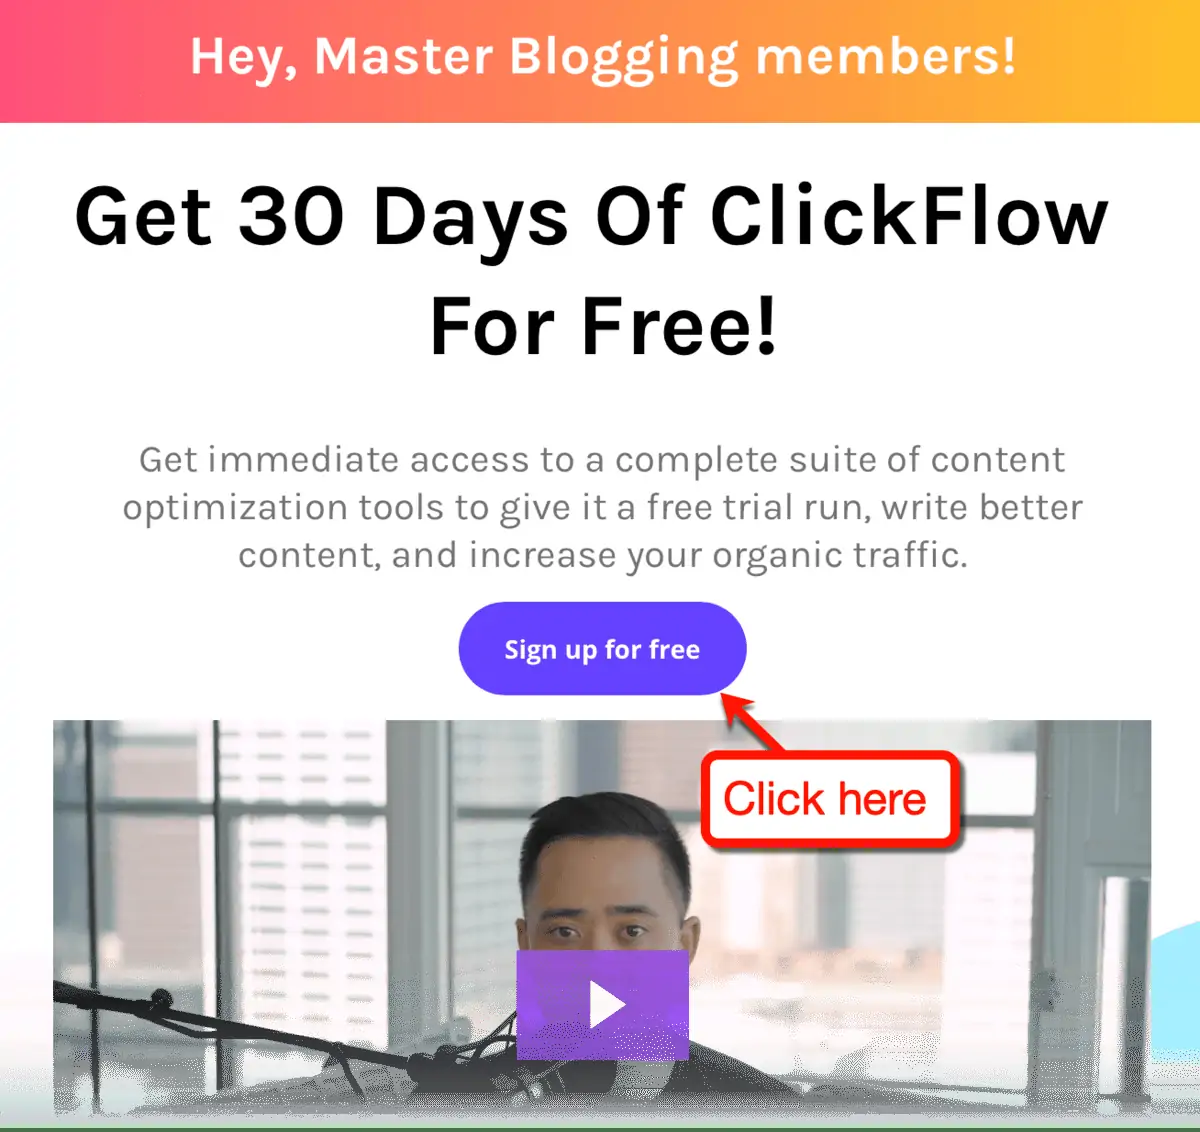 Hey, Master Blogging members!
Get 30 Days Of ClickFlow
For Free!
Get immediate access to a complete suite of content
optimization tools to give it a free trial run, write better
content, and increase your organic traffic.
Sign up for free
Click here